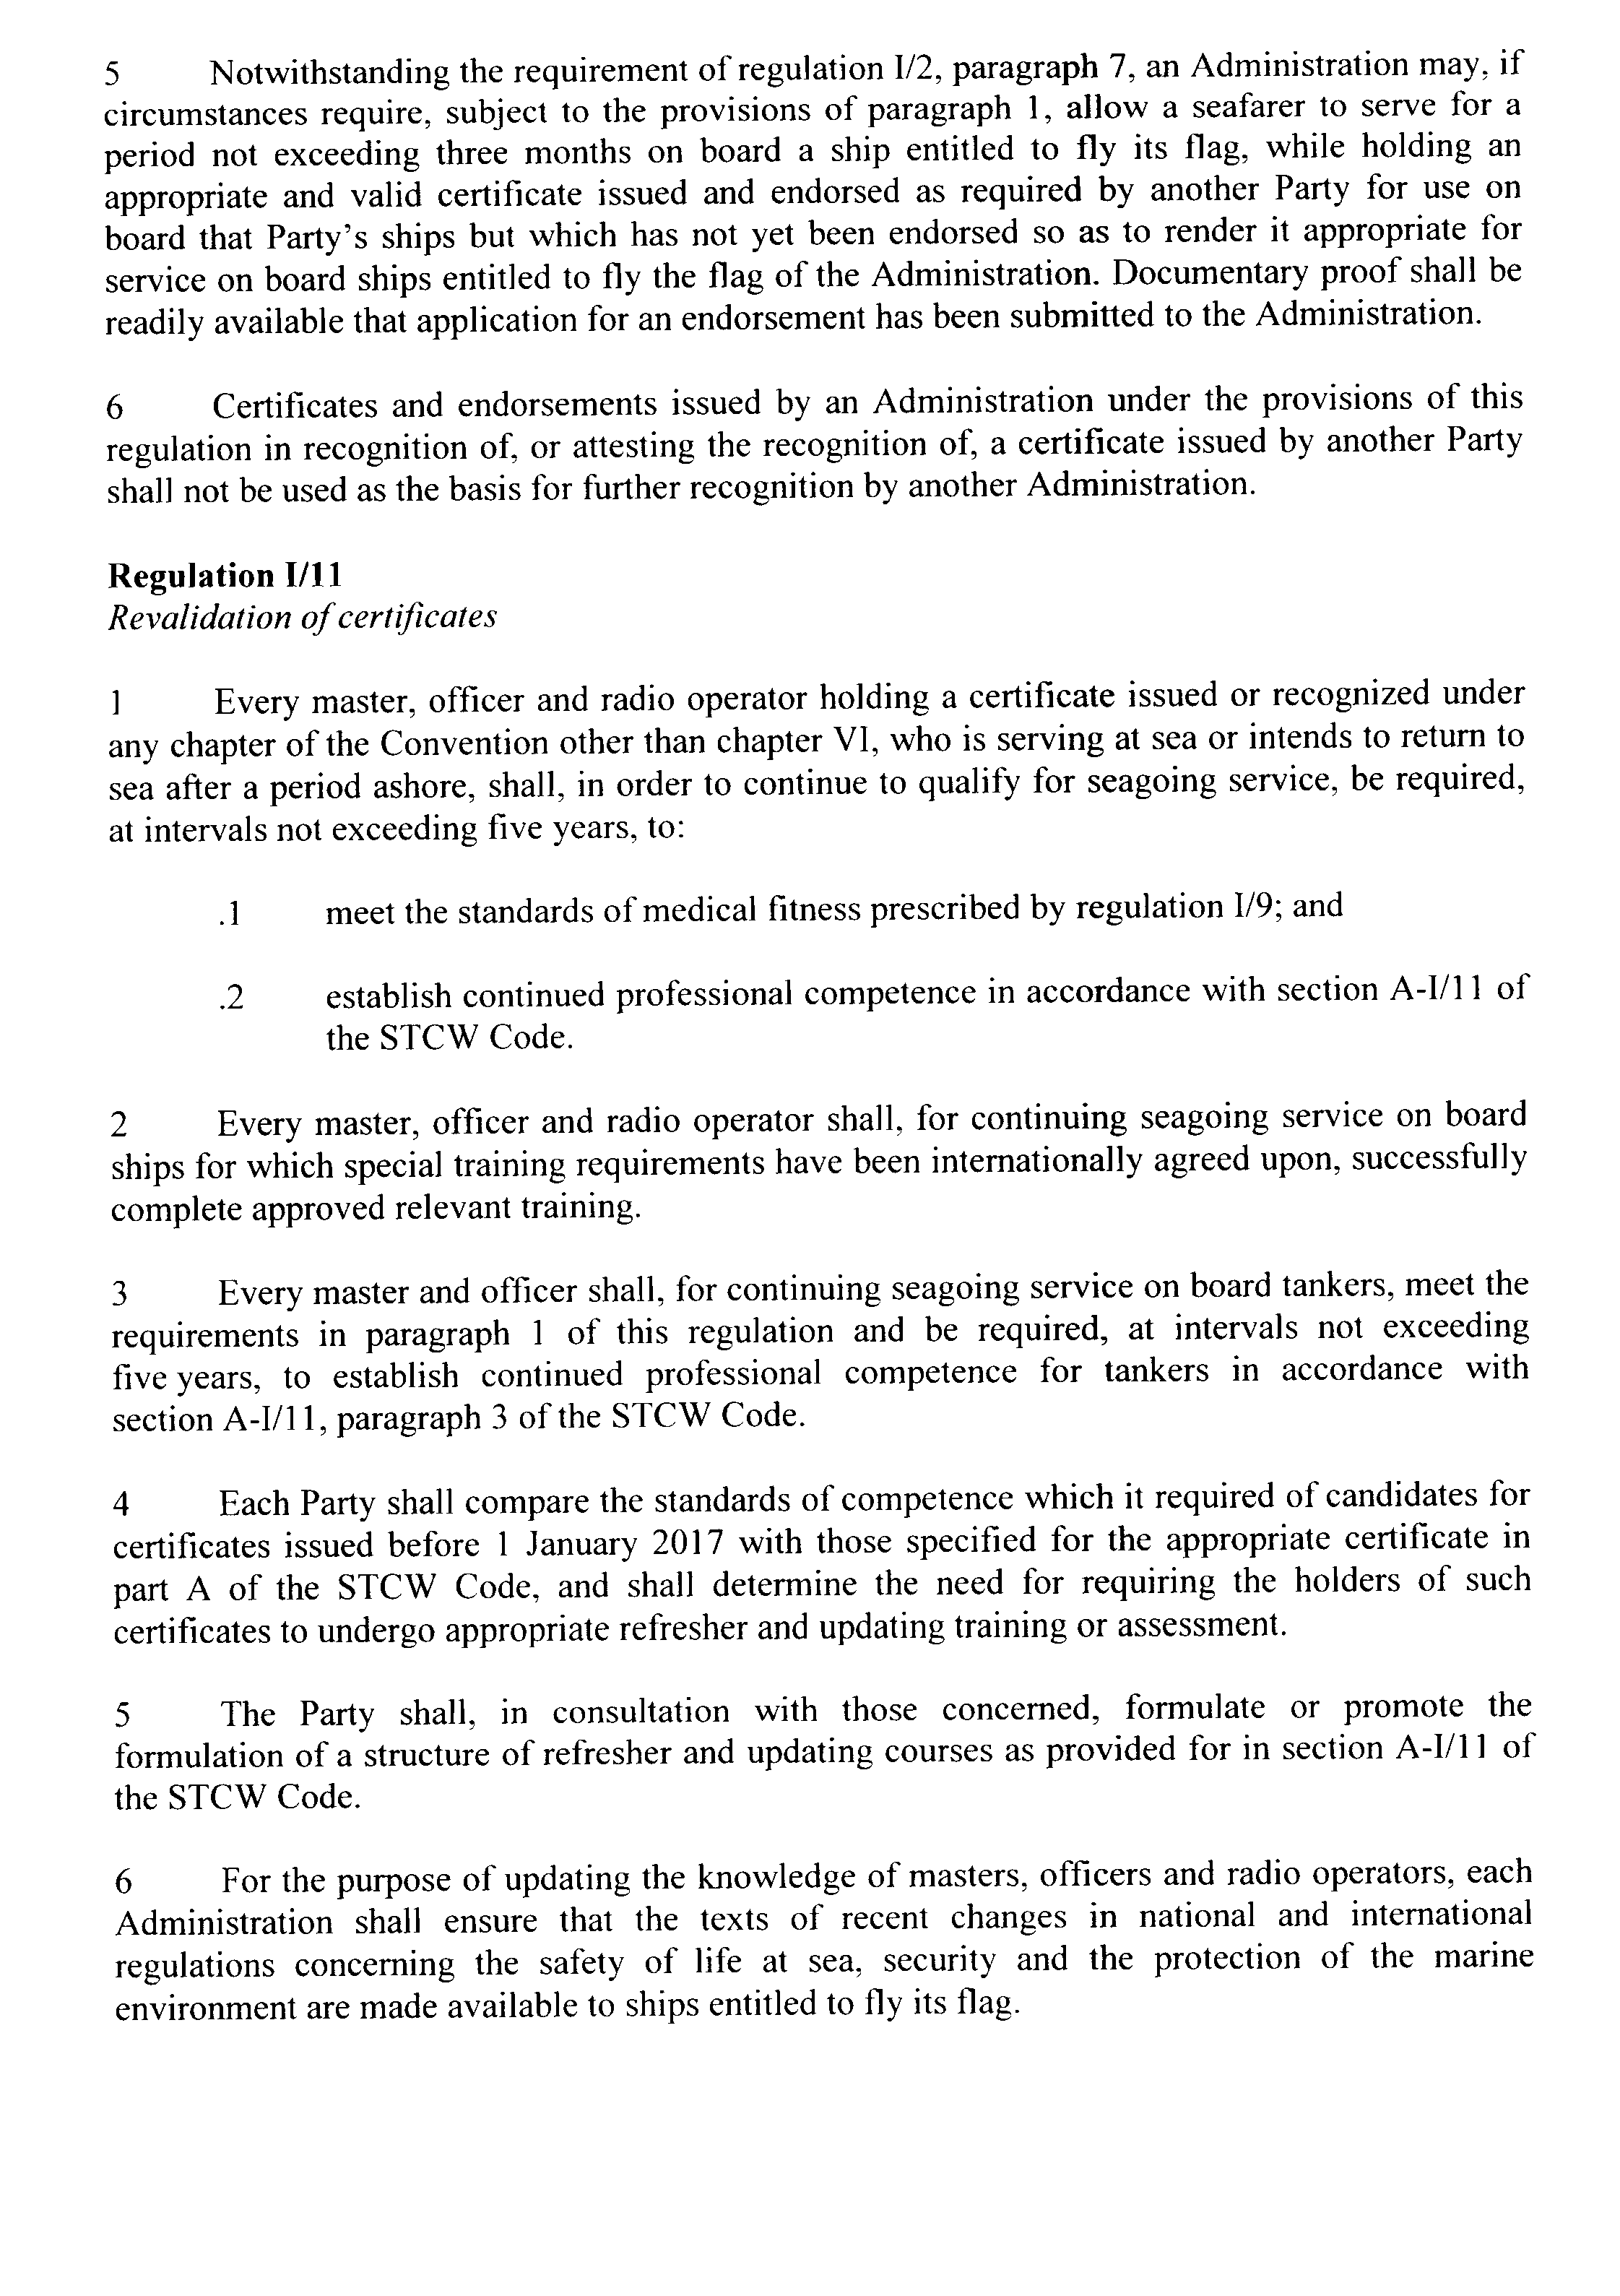 5 Notwithstanding the requirement of regulation I/2, paragraph 7, an Administration may, if
circumstances require, subject to the provisions of paragraph 1, allow a seafarer to serve for a
period not exceeding three months on board a ship entitled to fly its flag, while holding an
appropriate and valid certificate issued and endorsed as required by another Party for use on
board that Party's ships but which has not yet been endorsed so as to render it appropriate for
service on board ships entitled to fly the flag of the Administration. Documentary proof shall be
readily available that application for an endorsement has been submitted to the Administration.
6 Certificates and endorsements issued by an Administration under the provisions of this
regulation in recognition of, or attesting the recognition of, a certificate issued by another Party
shall not be used as the basis for further recognition by another Administration.
Regulation I/11
Revalidation of certificates
1 Every master, officer and radio operator holding a certificate issued or recognized under
any chapter of the Convention other than chapter VI, who is serving at sea or intends to return to
sea after a period ashore, shall, in order to continue to qualify for seagoing service, be required,
at intervals not exceeding five years, to:
.1 meet the standards of medical fitness prescribed by regulation I/9; and
.2 establish continued professional competence in accordance with section A-I/11 of
the STCW Code.
2 Every master, officer and radio operator shall, for continuing seagoing service on board
ships for which special training requirements have been internationally agreed upon, successfully
complete approved relevant training.
3 Every master and officer shall, for continuing seagoing service on board tankers, meet the
requirements in paragraph 1 of this regulation and be required, at intervals not exceeding
five years, to establish continued professional competence for tankers in accordance with
section A-I/11, paragraph 3 of the STCW Code.
4 Each Party shall compare the standards of competence which it required of candidates for
certificates issued before 1 January 2017 with those specified for the appropriate certificate in
part A of the STCW Code, and shall determine the need for requiring the holders of such
certificates to undergo appropriate refresher and updating training or assessment.
5 The Party shall, in consultation with those concerned, formulate or promote the
formulation of a structure of refresher and updating courses as provided for in section A-I/11 of
the STCW Code.
6 For the purpose of updating the knowledge of masters, officers and radio operators, each
Administration shall ensure that the texts of recent changes in national and international
regulations concerning the safety of life at sea, security and the protection of the marine
environment are made available to ships entitled to fly its flag.